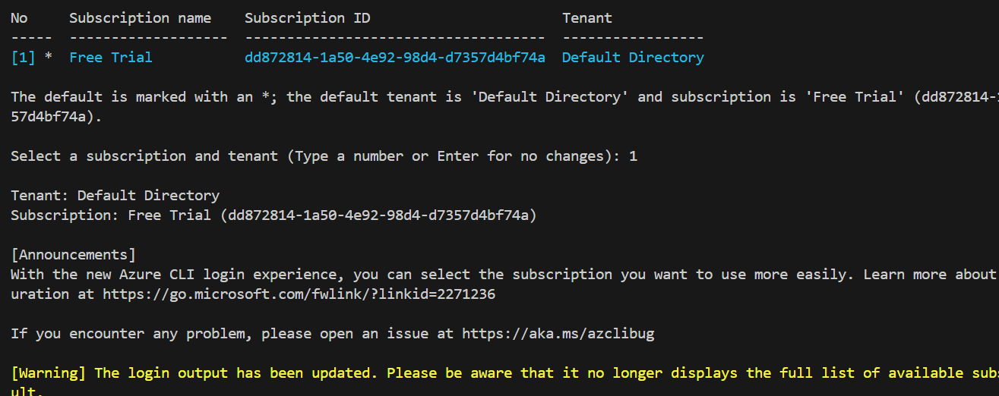 No     Subscription name    Subscription ID                       Tenant
-----  -------------------  ------------------------------------  -----------------
[1] *  Free Trial           dd872814-1a50-4e92-98d4-d7357d4bf74a  Default Directory
The default is marked with an *; the default tenant is 'Default Directory' and subscription is 'Free Trial' (dd872814-
57d4bf74a).
Select a subscription and tenant (Type a number or Enter for no changes): 1
Tenant: Default Directory
Subscription: Free Trial (dd872814-1a50-4e92-98d4-d7357d4bf74a)
[Announcements]
With the new Azure CLI login experience, you can select the subscription you want to use more easily. Learn more about
uration at https://go.microsoft.com/fwlink/?linkid=2271236
If you encounter any problem, please open an issue at https://aka.ms/azclibug
[Warning] The login output has been updated. Please be aware that it no longer displays the full list of available subs
ult.